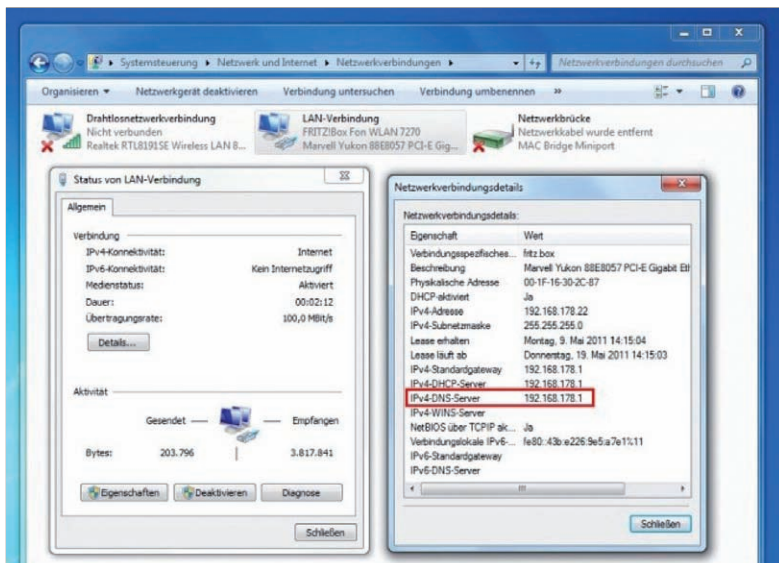 Systemsteuerung ▸ Netzwerk und Internet ▸ Netzwerkverbindungen ▸
Netzwerkverbindungen durchsuchen
Organisieren ▾ Netzwerkgerät deaktivieren Verbindung untersuchen Verbindung umbenennen »
Drahtlosnetzwerkverbindung
Nicht verbunden
Realtek RTL8191SE Wireless LAN 8...
LAN-Verbindung
FRITZ!Box Fon WLAN 7270
Marvell Yukon 88E8057 PCI-E Gig...
Netzwerkbrücke
Netzwerkkabel wurde entfernt
MAC Bridge Miniport
Status von LAN-Verbindung
Allgemein
Verbindung
IPv4-Konnektivität: Internet
IPv6-Konnektivität: Kein Internetzugriff
Medienstatus: Aktiviert
Dauer: 00:02:12
Übertragungsrate: 100,0 MBit/s
Details...
Aktivität
Gesendet — — Empfangen
Bytes: 203.796 | 3.817.841
Eigenschaften Deaktivieren Diagnose
Schließen
Netzwerkverbindungsdetails
Netzwerkverbindungsdetails:
Eigenschaft Wert
Verbindungsspezifisches... fritz.box
Beschreibung Marvell Yukon 88E8057 PCI-E Gigabit Eth
Physikalische Adresse 00-1F-16-30-2C-87
DHCP-aktiviert Ja
IPv4-Adresse 192.168.178.22
IPv4-Subnetzmaske 255.255.255.0
Lease erhalten Montag, 9. Mai 2011 14:15:04
Lease läuft ab Donnerstag, 19. Mai 2011 14:15:03
IPv4-Standardgateway 192.168.178.1
IPv4-DHCP-Server 192.168.178.1
IPv4-DNS-Server 192.168.178.1
IPv4-WINS-Server
NetBIOS über TCPIP ak... Ja
Verbindungslokale IPv6-... fe80::43b:e226:9e5:a7e1%11
IPv6-Standardgateway
IPv6-DNS-Server
Schließen